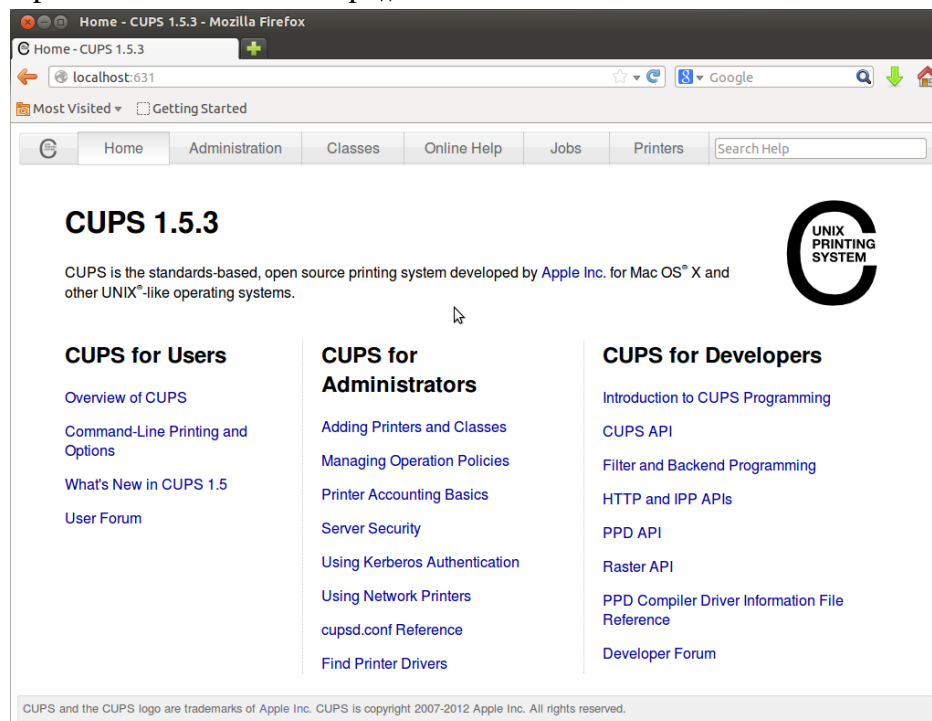 Home - CUPS 1.5.3 - Mozilla Firefox
Home - CUPS 1.5.3
localhost:631
Google
Most Visited
Getting Started
Home
Administration
Classes
Online Help
Jobs
Printers
Search Help
CUPS 1.5.3
CUPS is the standards-based, open source printing system developed by Apple Inc. for Mac OS® X and
other UNIX®-like operating systems.
UNIX
PRINTING
SYSTEM
CUPS for Users
Overview of CUPS
Command-Line Printing and
Options
What's New in CUPS 1.5
User Forum
CUPS for
Administrators
Adding Printers and Classes
Managing Operation Policies
Printer Accounting Basics
Server Security
Using Kerberos Authentication
Using Network Printers
cupsd.conf Reference
Find Printer Drivers
CUPS for Developers
Introduction to CUPS Programming
CUPS API
Filter and Backend Programming
HTTP and IPP APIs
PPD API
Raster API
PPD Compiler Driver Information File
Reference
Developer Forum
CUPS and the CUPS logo are trademarks of Apple Inc. CUPS is copyright 2007-2012 Apple Inc. All rights reserved.